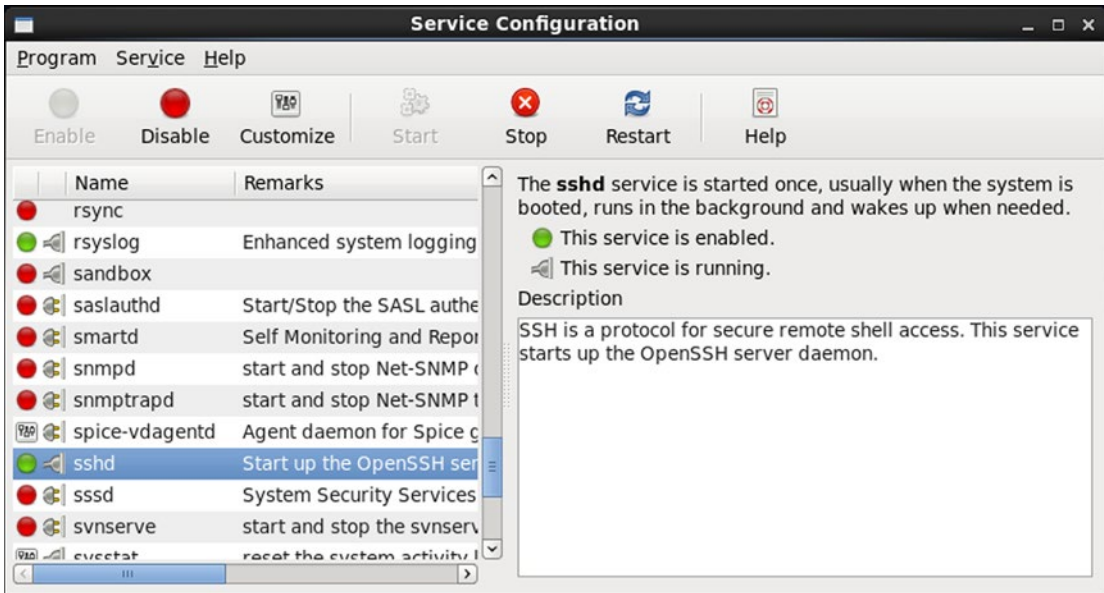 Service Configuration
Program Service Help
Enable Disable Customize Start Stop Restart Help
Name Remarks
rsync
rsyslog Enhanced system logging
sandbox
saslauthd Start/Stop the SASL authe
smartd Self Monitoring and Repor
snmpd start and stop Net-SNMP
snmptrapd start and stop Net-SNMP t
spice-vdagentd Agent daemon for Spice g
sshd Start up the OpenSSH ser
sssd System Security Services
svnserve start and stop the svnserv
sysstat reset the system activity l
The sshd service is started once, usually when the system is
booted, runs in the background and wakes up when needed.
This service is enabled.
This service is running.
Description
SSH is a protocol for secure remote shell access. This service
starts up the OpenSSH server daemon.